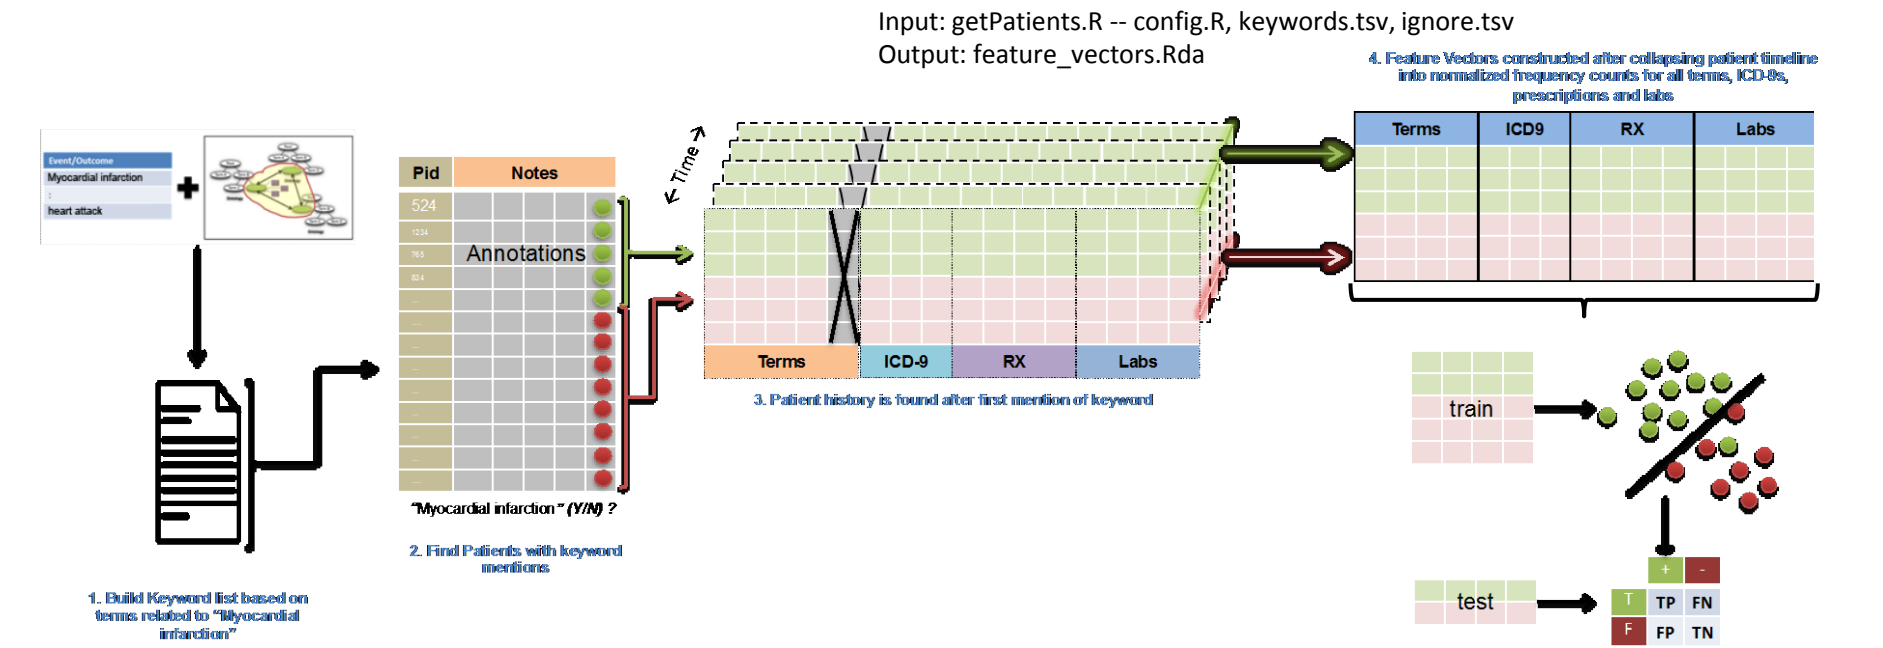 Input: getPatients.R -- config.R, keywords.tsv, ignore.tsv
Output: feature_vectors.Rda
4. Feature Vectors constructed after collapsing patient timeline
into normalized frequency counts for all terms, ICD-9s,
prescriptions and labs
Event/Outcome
Myocardial infarction
:
heart attack
1. Build Keyword list based on
terms related to “Myocardial
infarction”
Pid Notes
524
1234
765
834
...
...
...
...
...
...
...
...
...
Annotations
“Myocardial infarction” (Y/N) ?
2. Find Patients with keyword
mentions
← Time →
Terms ICD-9 RX Labs
3. Patient history is found after first mention of keyword
Terms ICD9 RX Labs
train
test
+ -
T TP FN
F FP TN